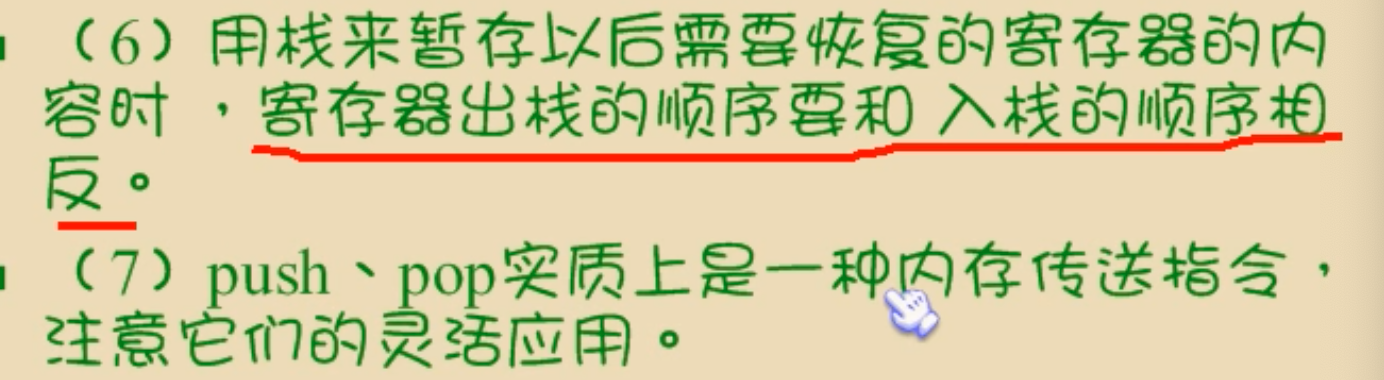 （6）用栈来暂存以后需要恢复的寄存器的内
容时，寄存器出栈的顺序要和 入栈的顺序相
反。
（7）push、pop实质上是一种内存传送指令，
注意它们的灵活应用。